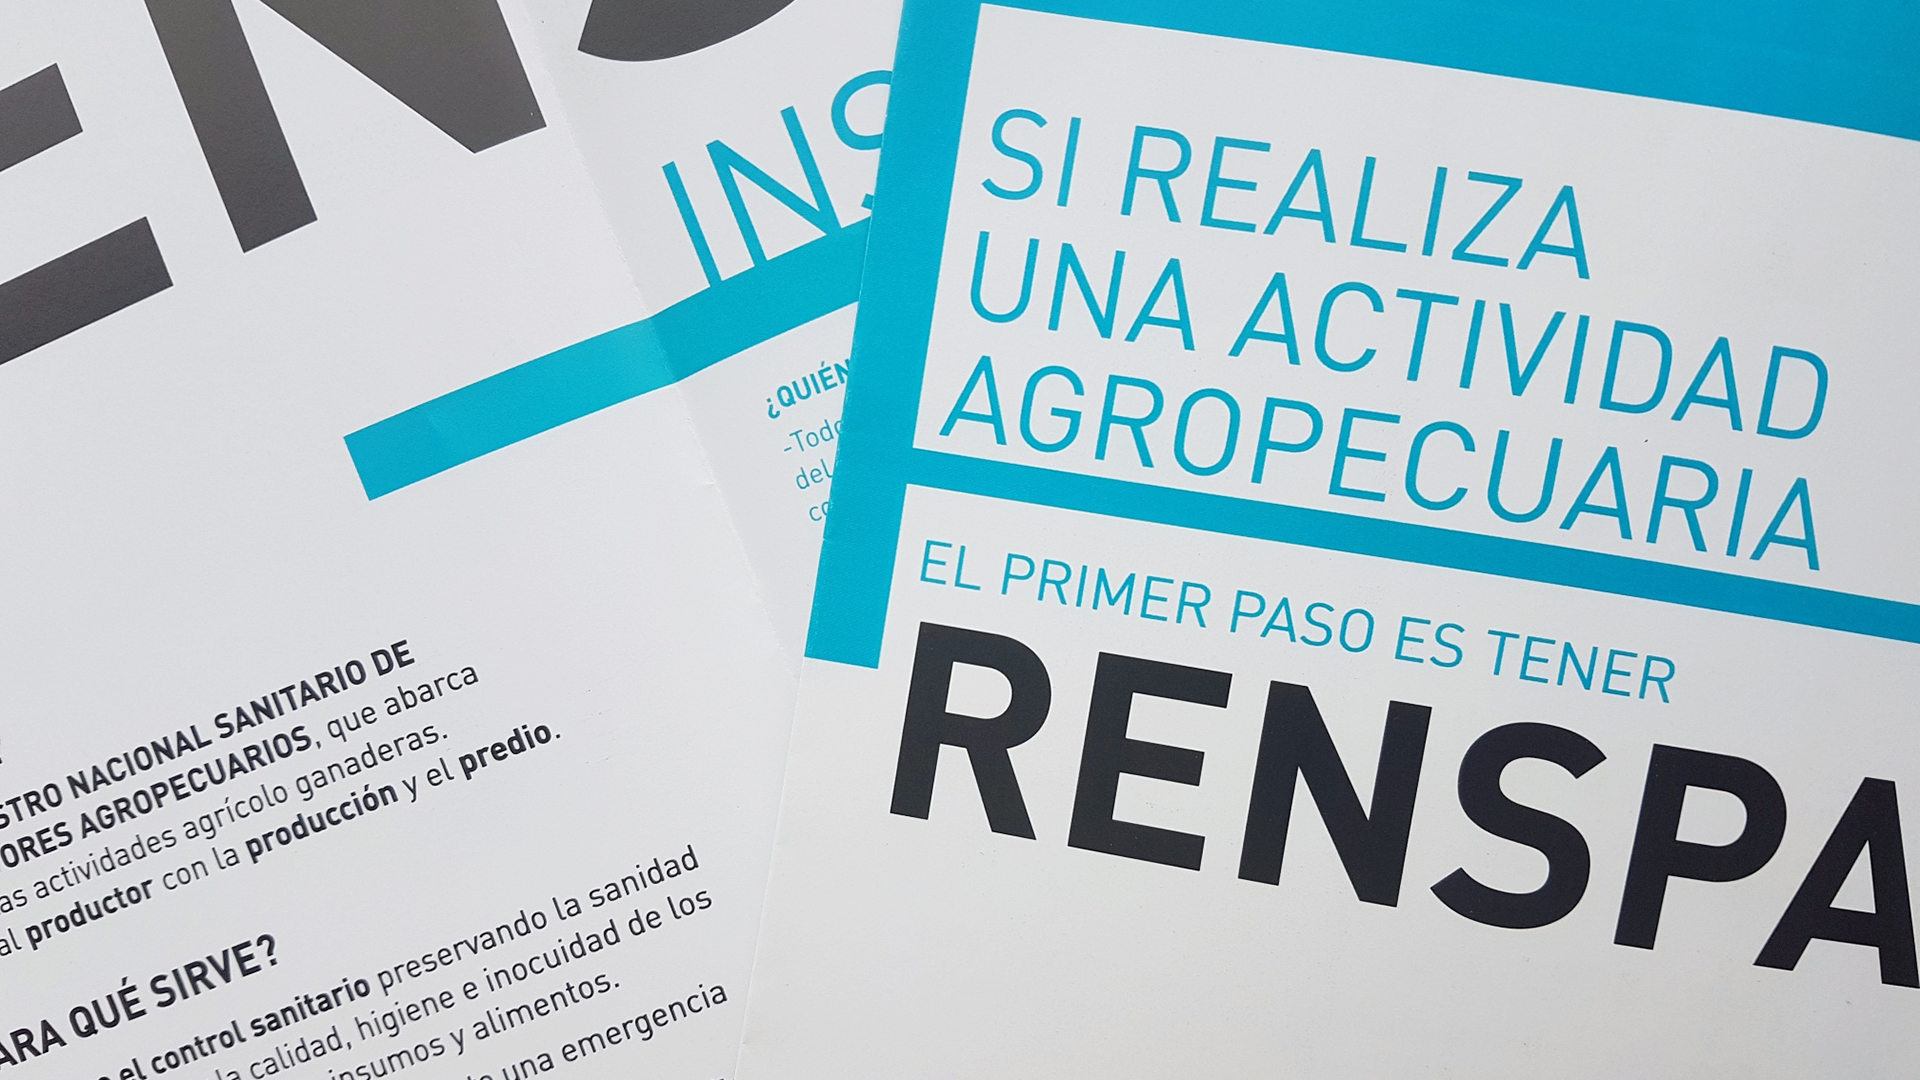 ENS
INS
¿QUIÉN
-Todo
del
STRO NACIONAL SANITARIO DE
ORES AGROPECUARIOS, que abarca
as actividades agrícolo ganaderas.
al productor con la producción y el predio.
ARA QUÉ SIRVE?
el control sanitario preservando la sanidad
la calidad, higiene e inocuidad de los
insumos y alimentos.
una emergencia
SI REALIZA
UNA ACTIVIDAD
AGROPECUARIA
EL PRIMER PASO ES TENER
RENSPA